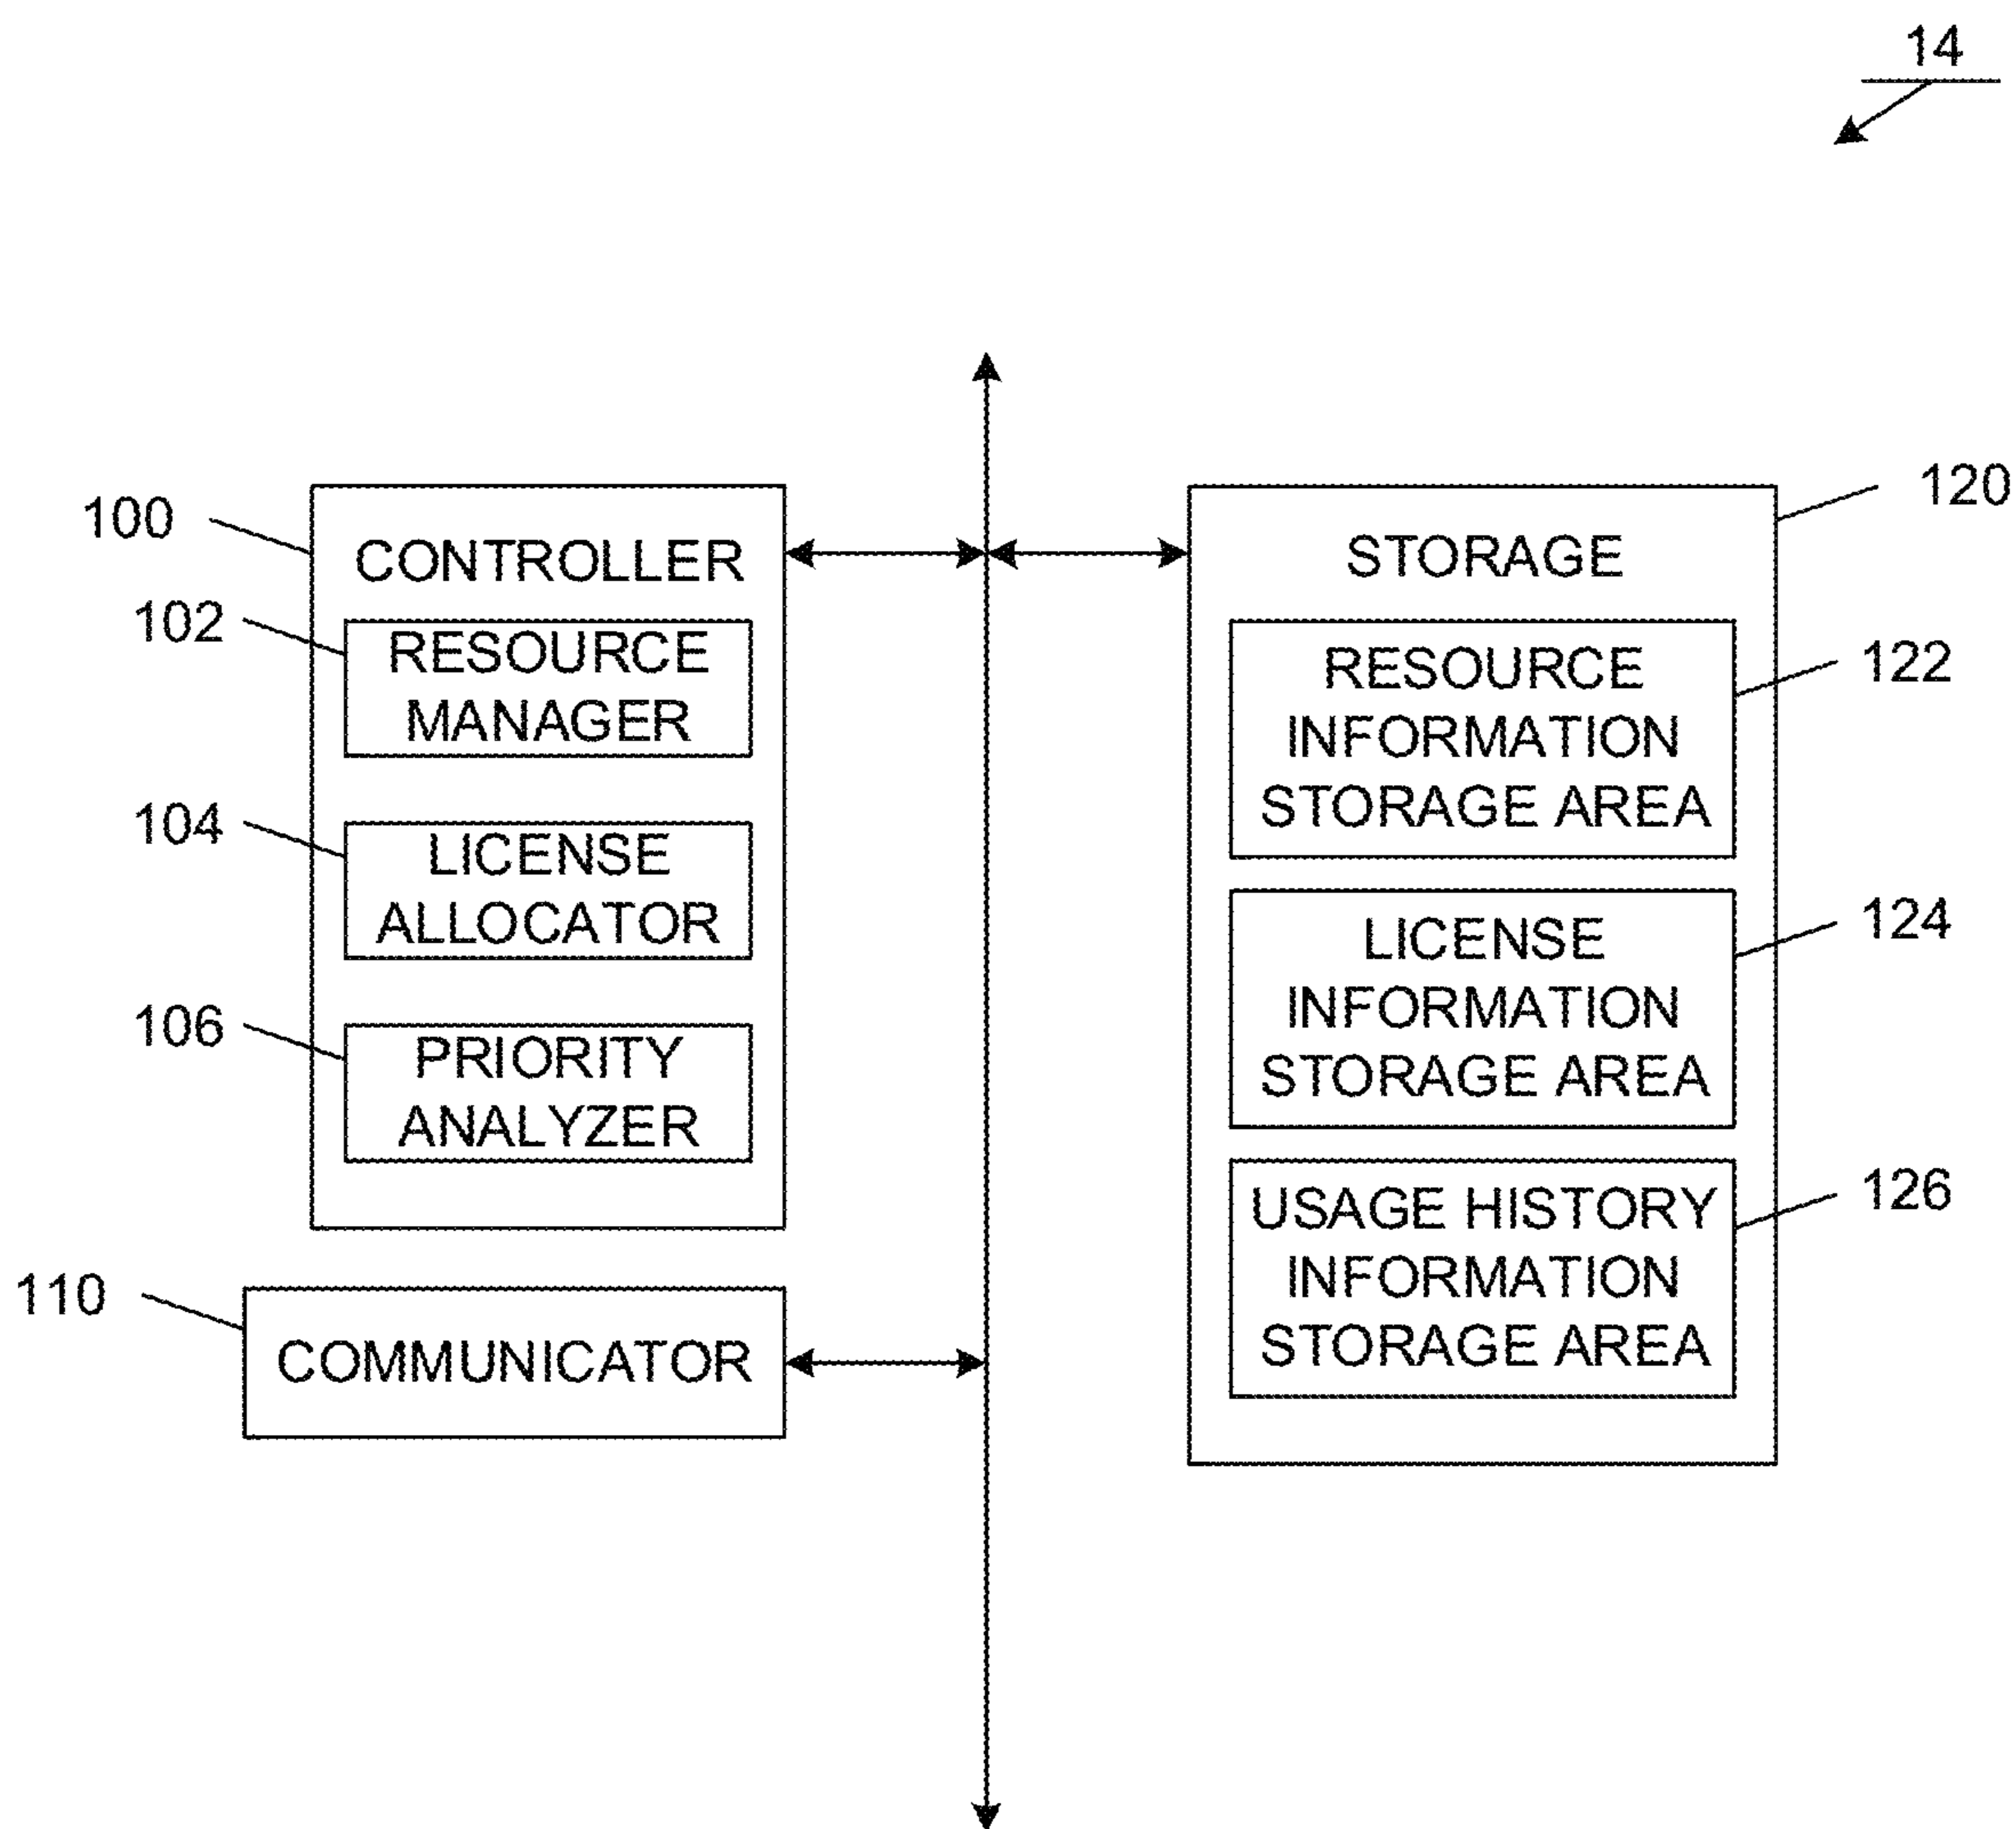 14
100
CONTROLLER
102
RESOURCE
MANAGER
104
LICENSE
ALLOCATOR
106
PRIORITY
ANALYZER
110
COMMUNICATOR
120
STORAGE
122
RESOURCE
INFORMATION
STORAGE AREA
124
LICENSE
INFORMATION
STORAGE AREA
126
USAGE HISTORY
INFORMATION
STORAGE AREA